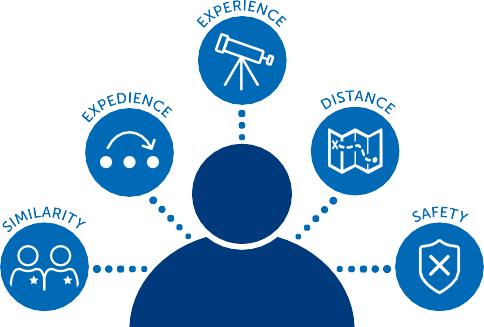 EXPERIENCE
EXPEDIENCE
DISTANCE
SIMILARITY
SAFETY